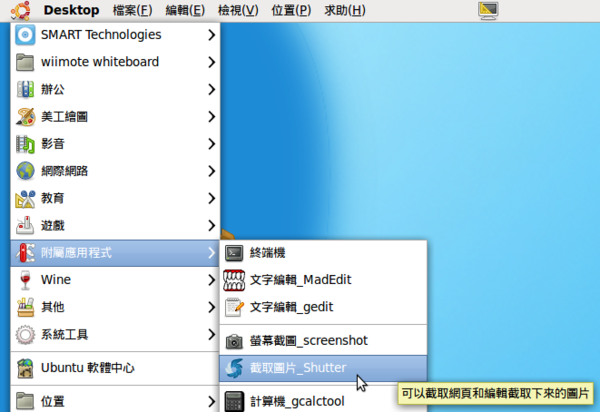 Desktop 檔案(F) 編輯(E) 檢視(V) 位置(P) 求助(H)
SMART Technologies
wiimote whiteboard
辦公
美工繪圖
影音
網際網路
教育
遊戲
附屬應用程式
Wine
其他
系統工具
Ubuntu 軟體中心
位置
終端機
文字編輯_MadEdit
文字編輯_gedit
螢幕截圖_screenshot
截取圖片_Shutter
計算機_gcalctool
可以截取網頁和編輯截取下來的圖片